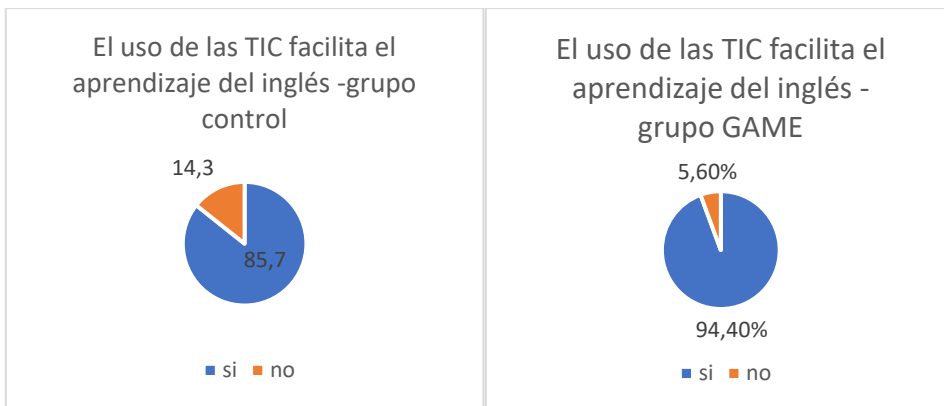 El uso de las TIC facilita el
aprendizaje del inglés -grupo
control
14,3
85,7
si no
El uso de las TIC facilita el
aprendizaje del inglés -
grupo GAME
5,60%
94,40%
si no